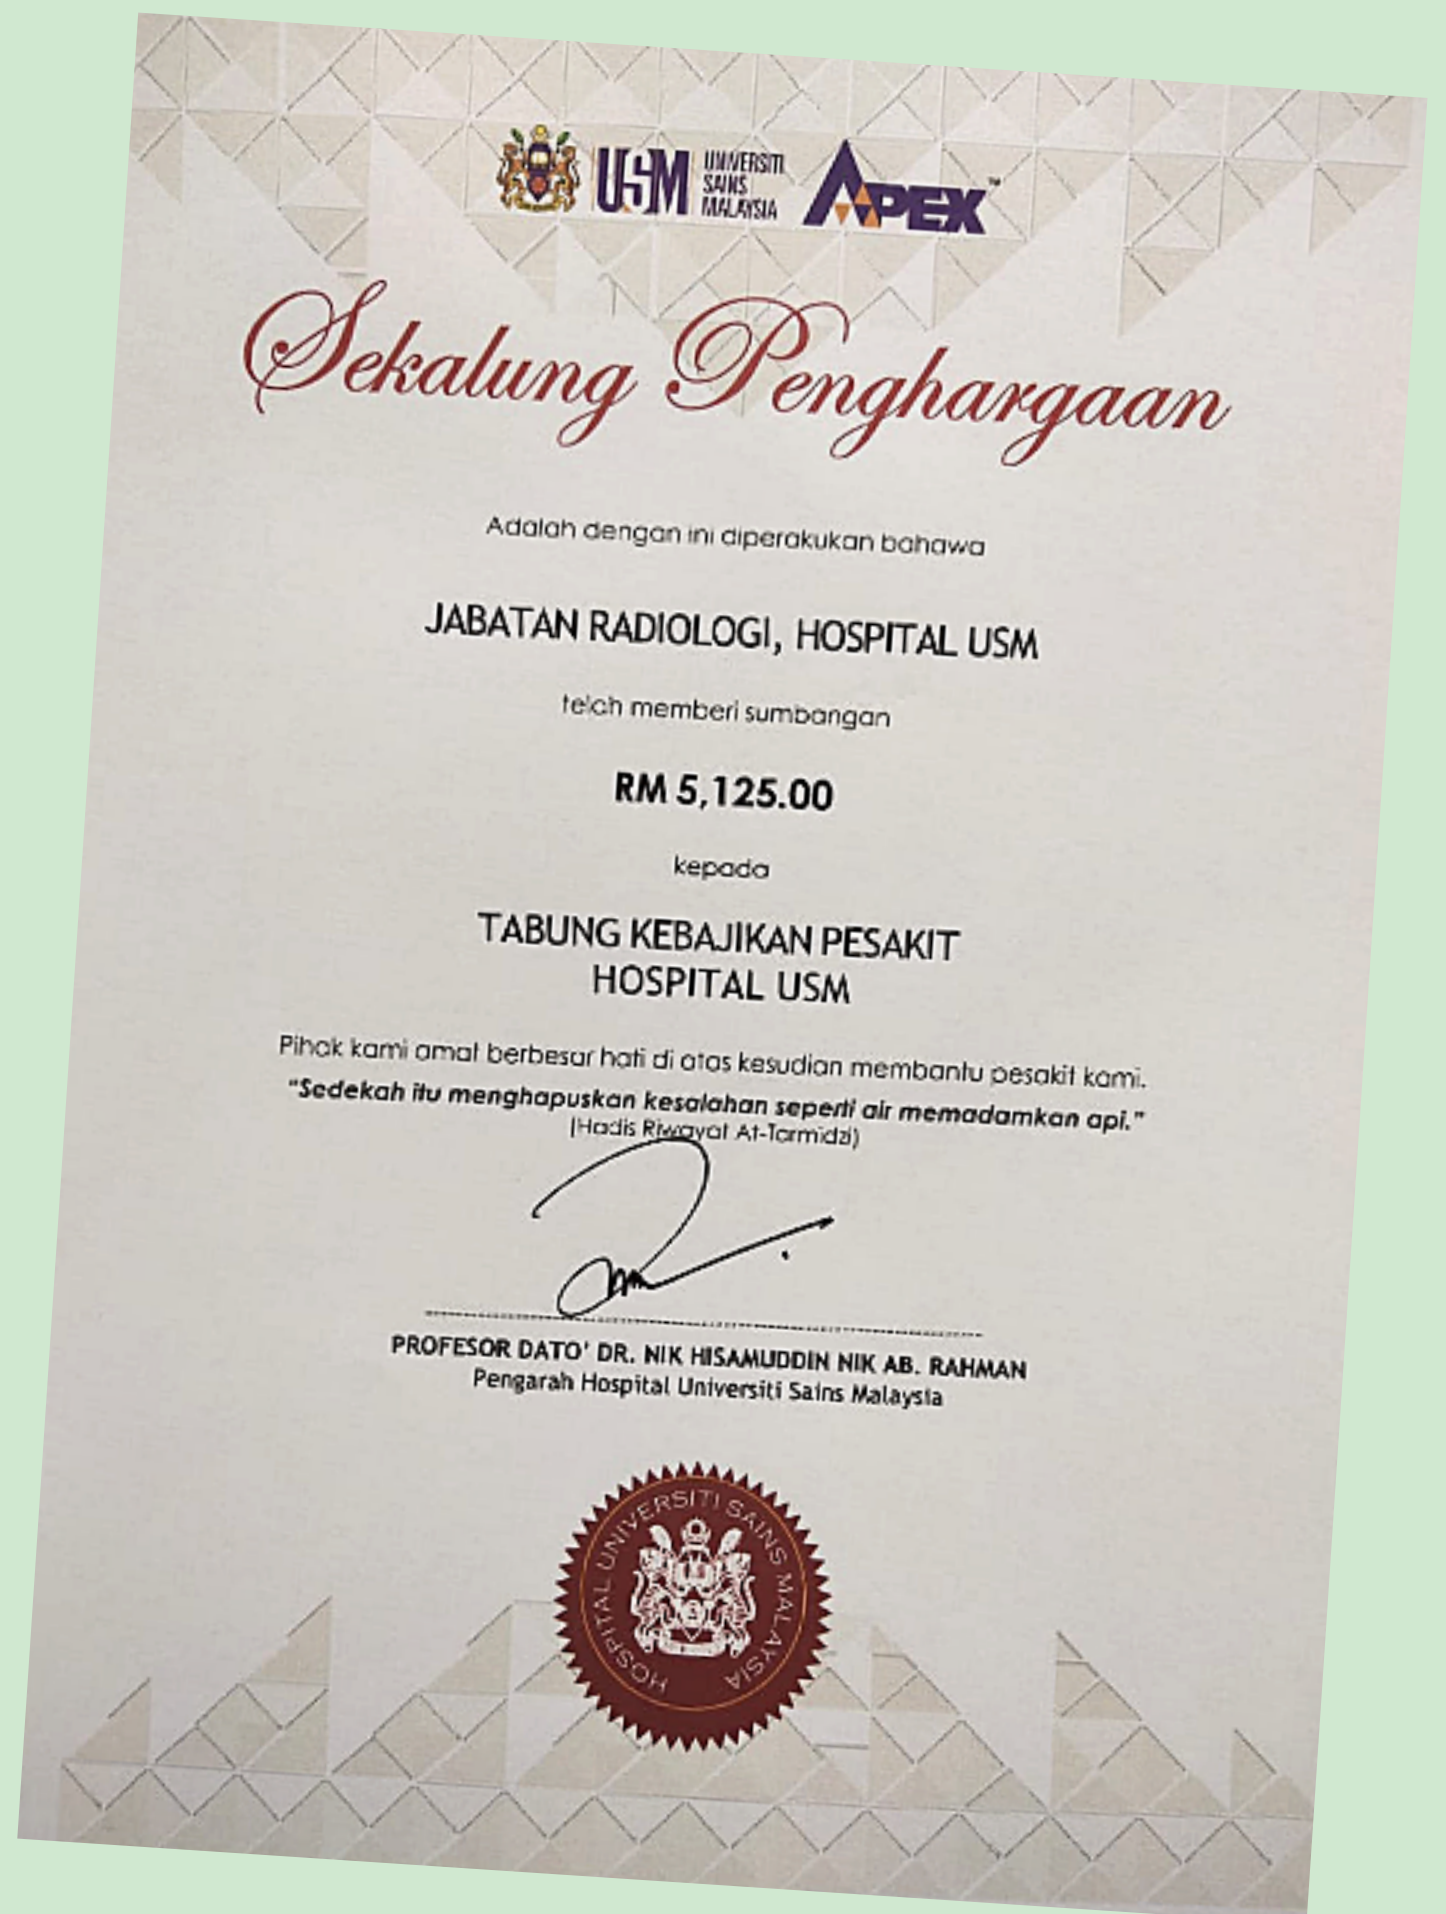 USM UNIVERSITI
SAINS
MALAYSIA
APEX™
Sekalung Penghargaan
Adalah dengan ini diperakukan bahawa
JABATAN RADIOLOGI, HOSPITAL USM
telah memberi sumbangan
RM 5,125.00
kepada
TABUNG KEBAJIKAN PESAKIT
HOSPITAL USM
Pihak kami amat berbesar hati di atas kesudian membantu pesakit kami.
"Sedekah itu menghapuskan kesalahan seperti air memadamkan api."
(Hadis Riwayat At-Tarmidzi)
PROFESOR DATO' DR. NIK HISAMUDDIN NIK AB. RAHMAN
Pengarah Hospital Universiti Sains Malaysia
HOSPITAL UNIVERSITI SAINS MALAYSIA